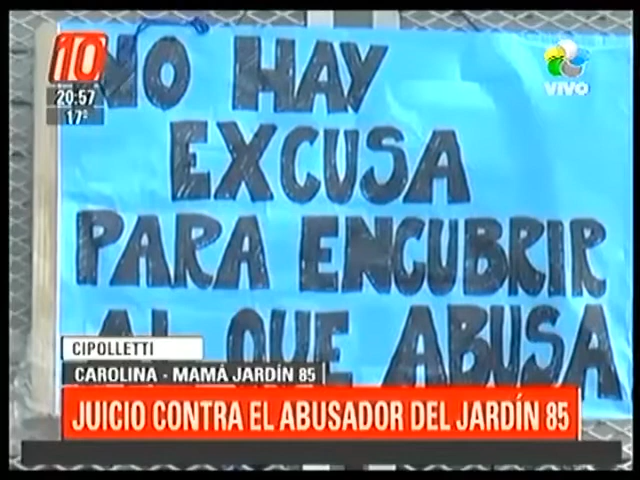 10
20:57
17°
VIVO
NO HAY
EXCUSA
PARA ENCUBRIR
AL QUE ABUSA
CIPOLLETTI
CAROLINA - MAMÁ JARDÍN 85
JUICIO CONTRA EL ABUSADOR DEL JARDÍN 85